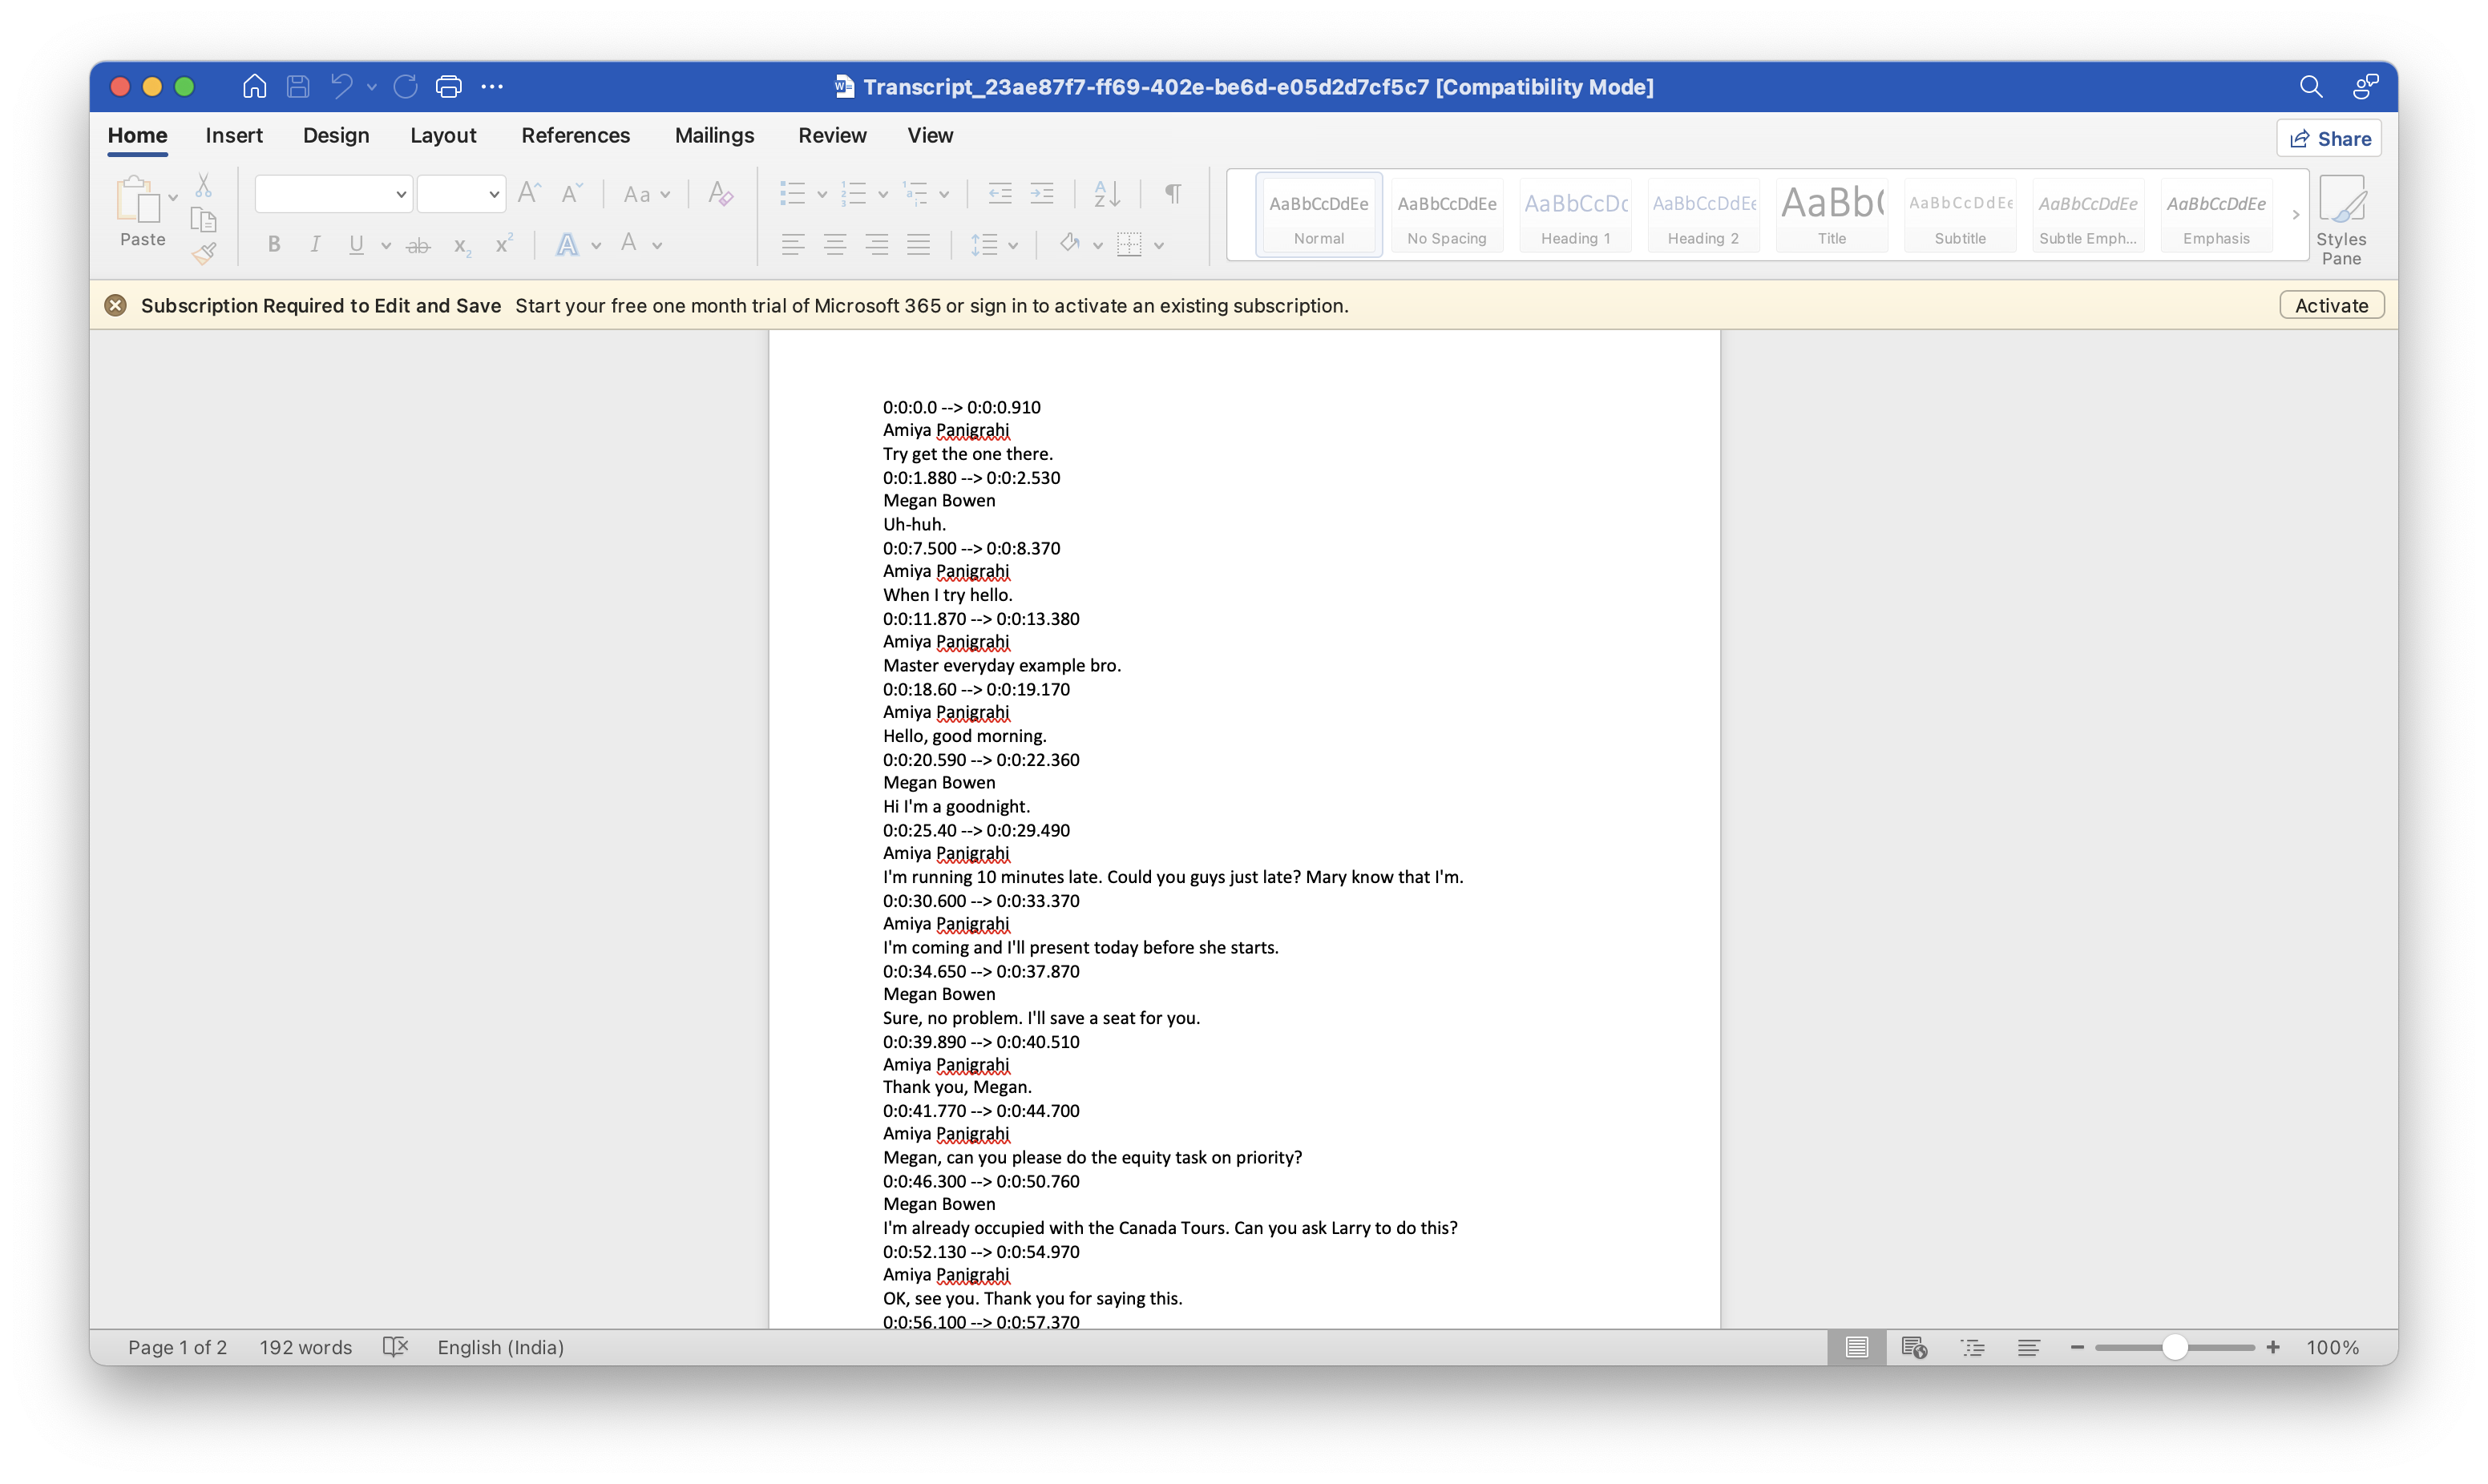 Transcript_23ae87f7-ff69-402e-be6d-e05d2d7cf5c7 [Compatibility Mode]
Home Insert Design Layout References Mailings Review View Share
Paste
Aa
B I U ab x₂ x² A A
AaBbCcDdEe AaBbCcDdEe AaBbCcDc AaBbCcDdEe AaBb( AaBbCcDdEe AaBbCcDdEe AaBbCcDdEe
Normal No Spacing Heading 1 Heading 2 Title Subtitle Subtle Emph... Emphasis
Styles
Pane
Subscription Required to Edit and Save Start your free one month trial of Microsoft 365 or sign in to activate an existing subscription. Activate
0:0:0.0 --> 0:0:0.910
Amiya Panigrahi
Try get the one there.
0:0:1.880 --> 0:0:2.530
Megan Bowen
Uh-huh.
0:0:7.500 --> 0:0:8.370
Amiya Panigrahi
When I try hello.
0:0:11.870 --> 0:0:13.380
Amiya Panigrahi
Master everyday example bro.
0:0:18.60 --> 0:0:19.170
Amiya Panigrahi
Hello, good morning.
0:0:20.590 --> 0:0:22.360
Megan Bowen
Hi I'm a goodnight.
0:0:25.40 --> 0:0:29.490
Amiya Panigrahi
I'm running 10 minutes late. Could you guys just late? Mary know that I'm.
0:0:30.600 --> 0:0:33.370
Amiya Panigrahi
I'm coming and I'll present today before she starts.
0:0:34.650 --> 0:0:37.870
Megan Bowen
Sure, no problem. I'll save a seat for you.
0:0:39.890 --> 0:0:40.510
Amiya Panigrahi
Thank you, Megan.
0:0:41.770 --> 0:0:44.700
Amiya Panigrahi
Megan, can you please do the equity task on priority?
0:0:46.300 --> 0:0:50.760
Megan Bowen
I'm already occupied with the Canada Tours. Can you ask Larry to do this?
0:0:52.130 --> 0:0:54.970
Amiya Panigrahi
OK, see you. Thank you for saying this.
0:0:56.100 --> 0:0:57.370
Page 1 of 2 192 words English (India) 100%